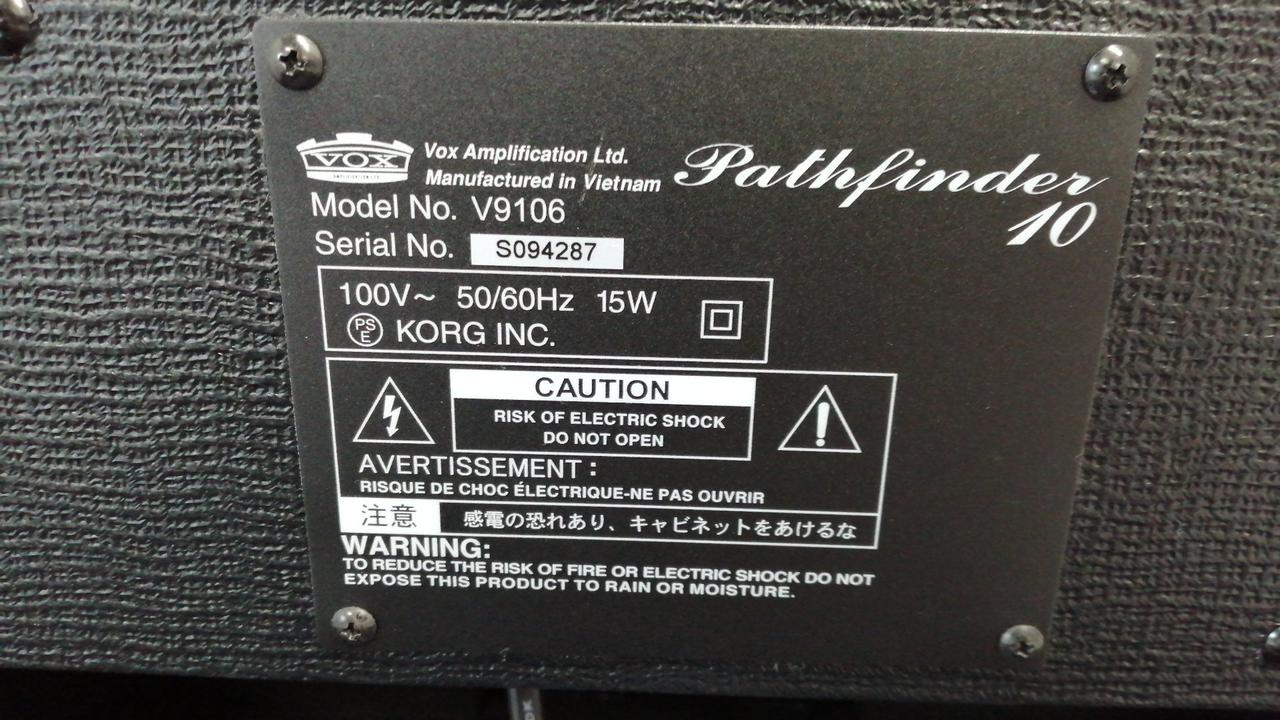 VOX
AMPLIFICATION LTD.
Vox Amplification Ltd.
Manufactured in Vietnam
Pathfinder
10
Model No. V9106
Serial No. S094287
100V~ 50/60Hz 15W
PS
E
KORG INC.
CAUTION
RISK OF ELECTRIC SHOCK
DO NOT OPEN
AVERTISSEMENT :
RISQUE DE CHOC ÉLECTRIQUE-NE PAS OUVRIR
注意 感電の恐れあり、キャビネットをあけるな
WARNING:
TO REDUCE THE RISK OF FIRE OR ELECTRIC SHOCK DO NOT
EXPOSE THIS PRODUCT TO RAIN OR MOISTURE.